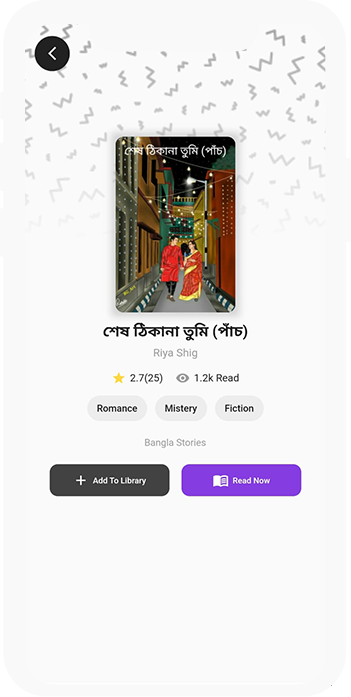 শেষ ঠিকানা তুমি (পাঁচ)
শেষ ঠিকানা তুমি (পাঁচ)
Riya Shig
2.7(25) 1.2k Read
Romance Mistery Fiction
Bangla Stories
Add To Library Read Now